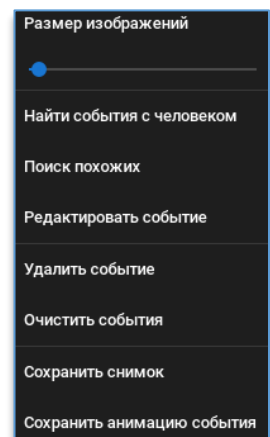 Размер изображений
Найти события с человеком
Поиск похожих
Редактировать событие
Удалить событие
Очистить события
Сохранить снимок
Сохранить анимацию события